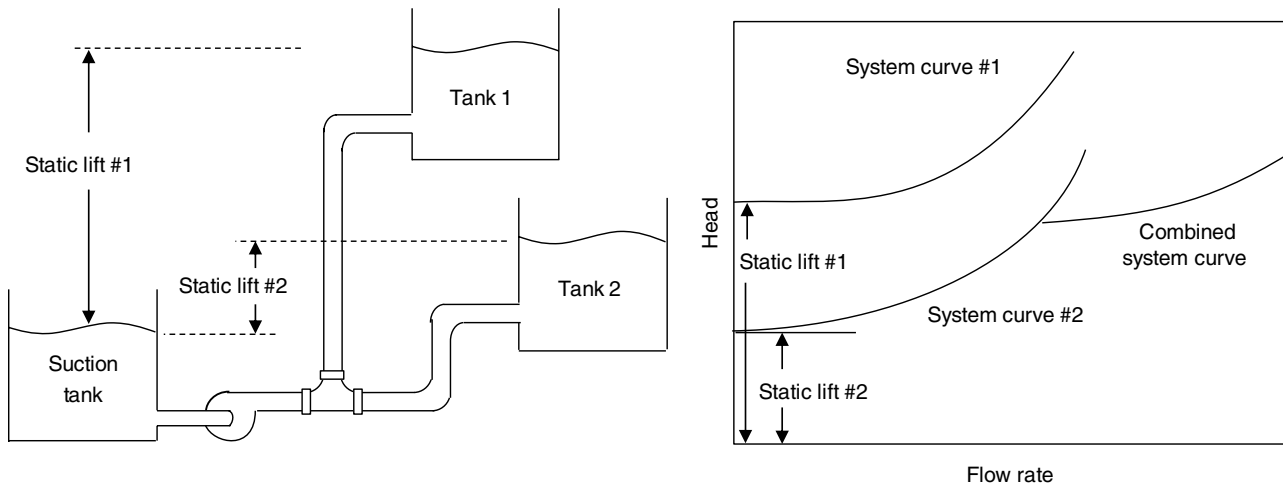 Tank 1
Static lift #1
Static lift #2
Tank 2
Suction
tank
System curve #1
Head
Static lift #1
Combined
system curve
System curve #2
Static lift #2
Flow rate